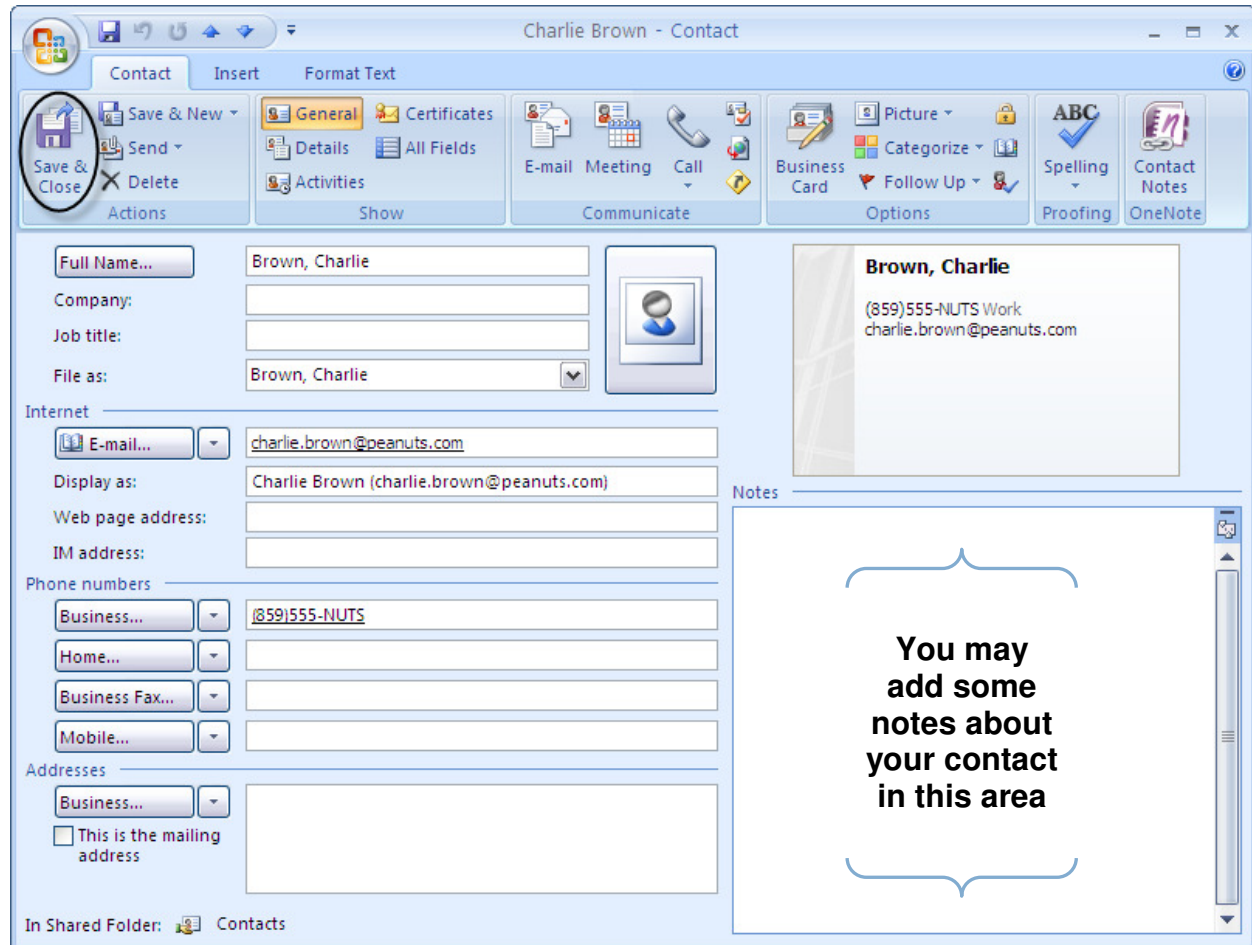 Charlie Brown - Contact
Contact Insert Format Text
Save & Close
Save & New
Send
Delete
Actions
General
Details
Activities
Certificates
All Fields
Show
E-mail Meeting Call
Communicate
Business Card
Picture
Categorize
Follow Up
Options
ABC
Spelling
Proofing
Contact Notes
OneNote
Full Name... Brown, Charlie
Company:
Job title:
File as: Brown, Charlie
Internet
E-mail... charlie.brown@peanuts.com
Display as: Charlie Brown (charlie.brown@peanuts.com)
Web page address:
IM address:
Phone numbers
Business... (859)555-NUTS
Home...
Business Fax...
Mobile...
Addresses
Business...
This is the mailing
address
In Shared Folder: Contacts
Brown, Charlie
(859)555-NUTS Work
charlie.brown@peanuts.com
Notes
You may
add some
notes about
your contact
in this area